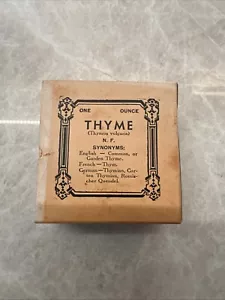 ONE OUNCE
THYME
(Thymus vulgaris)
N. F.
SYNONYMS:
English — Common, or
Garden Thyme.
French—Thym.
German—Thymian, Gar-
ten Thymian, Romis-
cher Quendel.